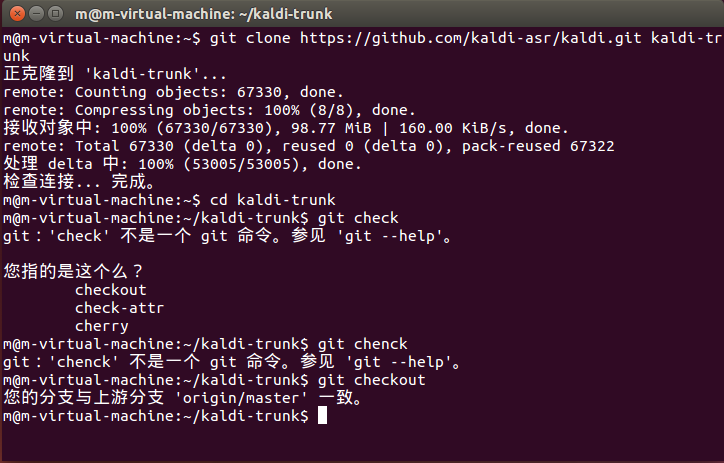 m@m-virtual-machine: ~/kaldi-trunk
m@m-virtual-machine:~$ git clone https://github.com/kaldi-asr/kaldi.git kaldi-tr
unk
正克隆到 'kaldi-trunk'...
remote: Counting objects: 67330, done.
remote: Compressing objects: 100% (8/8), done.
接收对象中: 100% (67330/67330), 98.77 MiB | 160.00 KiB/s, done.
remote: Total 67330 (delta 0), reused 0 (delta 0), pack-reused 67322
处理 delta 中: 100% (53005/53005), done.
检查连接... 完成。
m@m-virtual-machine:~$ cd kaldi-trunk
m@m-virtual-machine:~/kaldi-trunk$ git check
git：'check' 不是一个 git 命令。参见 'git --help'。
您指的是这个么？
checkout
check-attr
cherry
m@m-virtual-machine:~/kaldi-trunk$ git chenck
git：'chenck' 不是一个 git 命令。参见 'git --help'。
m@m-virtual-machine:~/kaldi-trunk$ git checkout
您的分支与上游分支 'origin/master' 一致。
m@m-virtual-machine:~/kaldi-trunk$